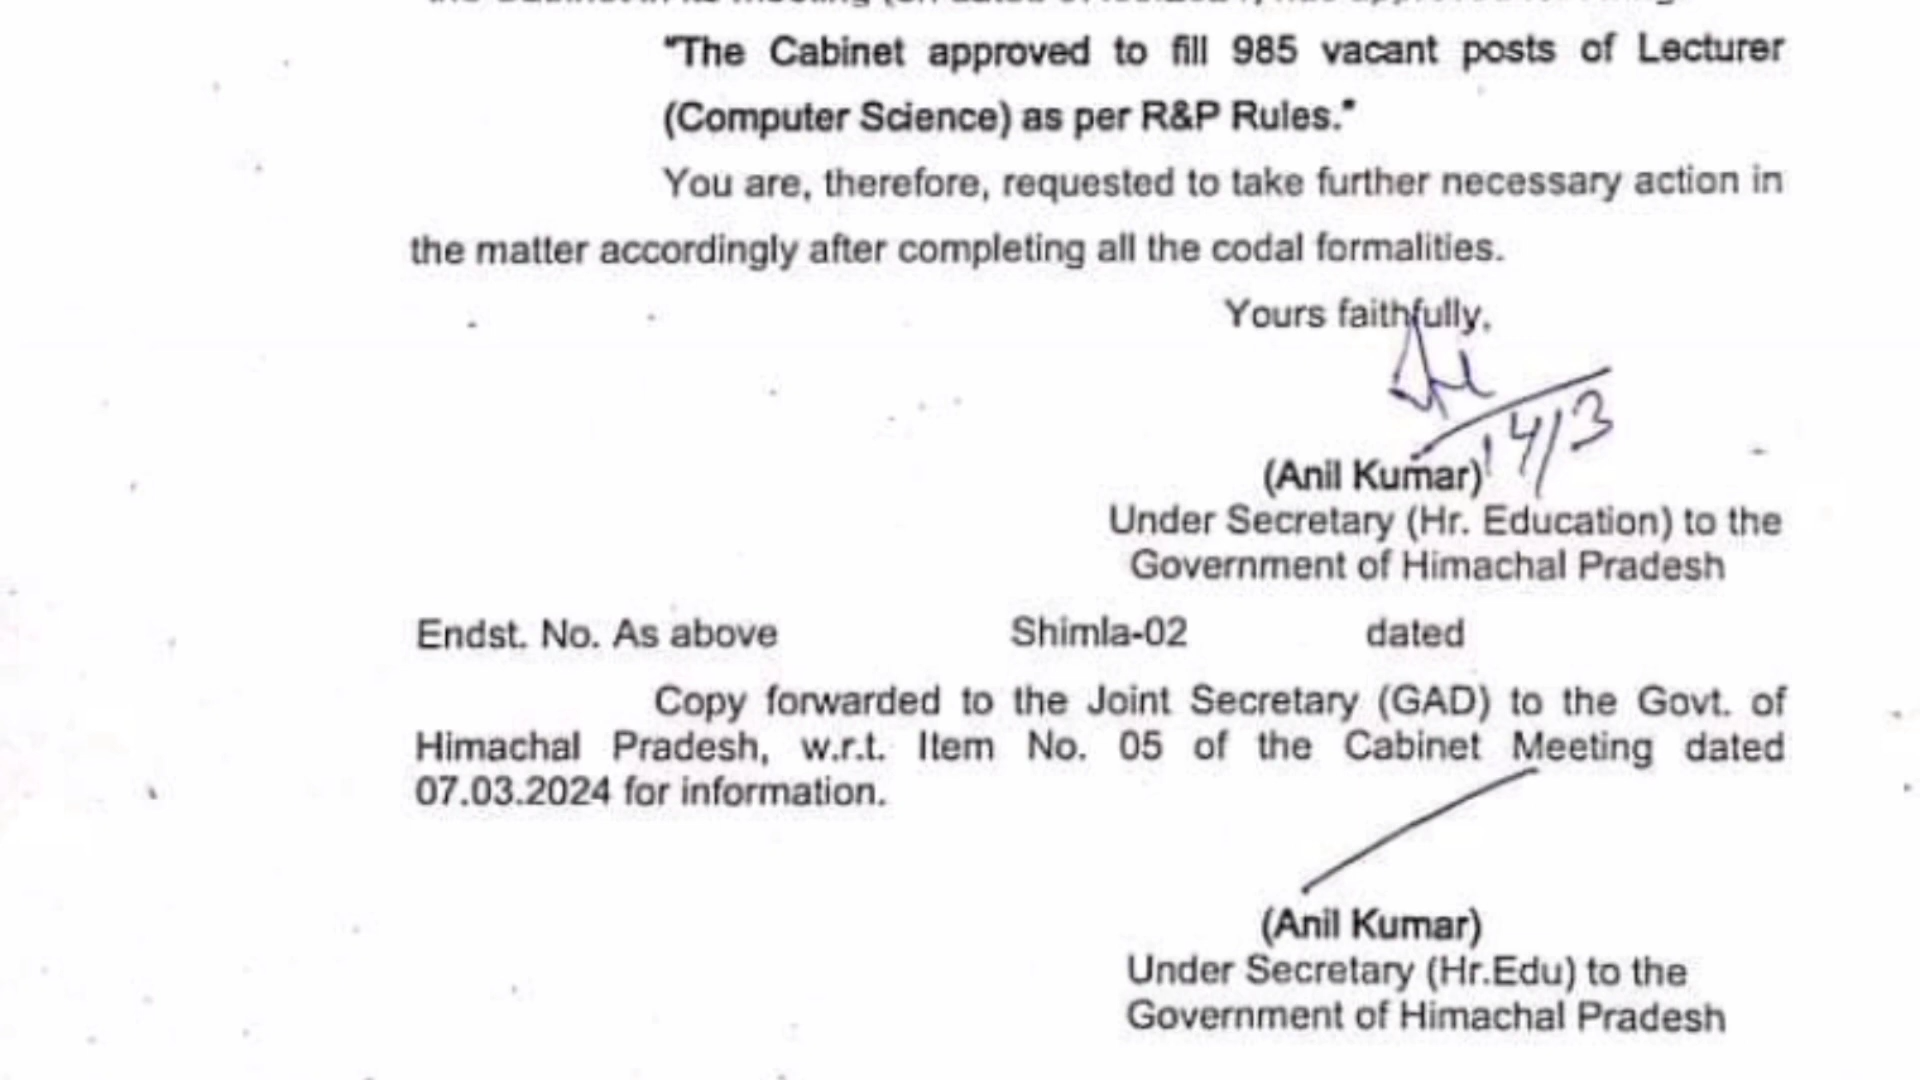 "The Cabinet approved to fill 985 vacant posts of Lecturer
(Computer Science) as per R&P Rules."
You are, therefore, requested to take further necessary action in
the matter accordingly after completing all the codal formalities.
Yours faithfully,
14/3
(Anil Kumar)
Under Secretary (Hr. Education) to the
Government of Himachal Pradesh
Endst. No. As above Shimla-02 dated
Copy forwarded to the Joint Secretary (GAD) to the Govt. of
Himachal Pradesh, w.r.t. Item No. 05 of the Cabinet Meeting dated
07.03.2024 for information.
(Anil Kumar)
Under Secretary (Hr.Edu) to the
Government of Himachal Pradesh